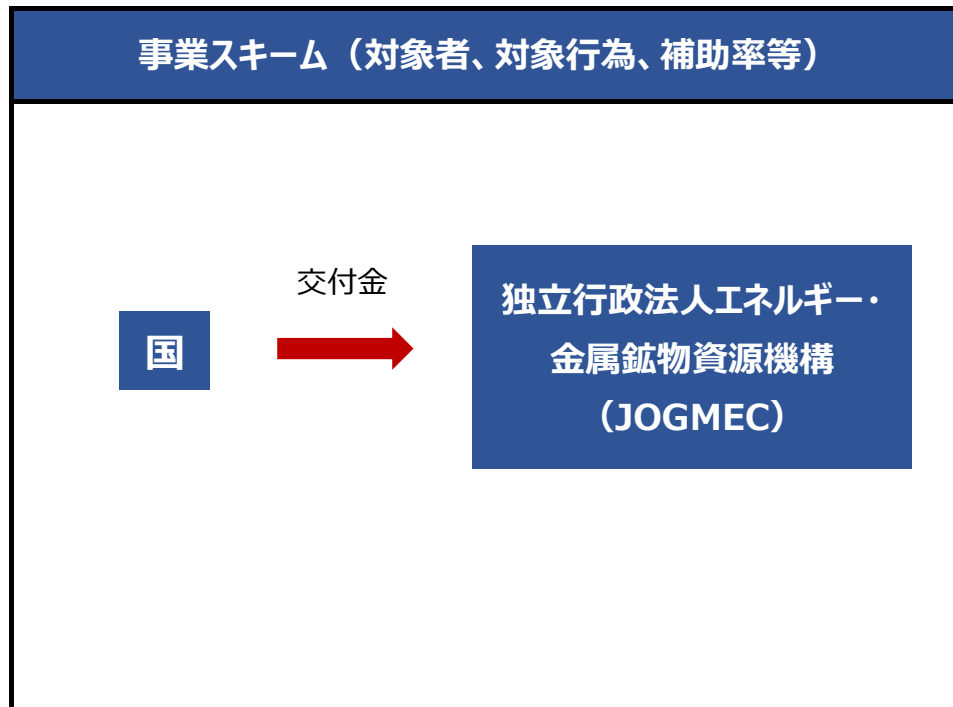 事業スキーム（対象者、対象行為、補助率等）
交付金
国
独立行政法人エネルギー・
金属鉱物資源機構
（JOGMEC）